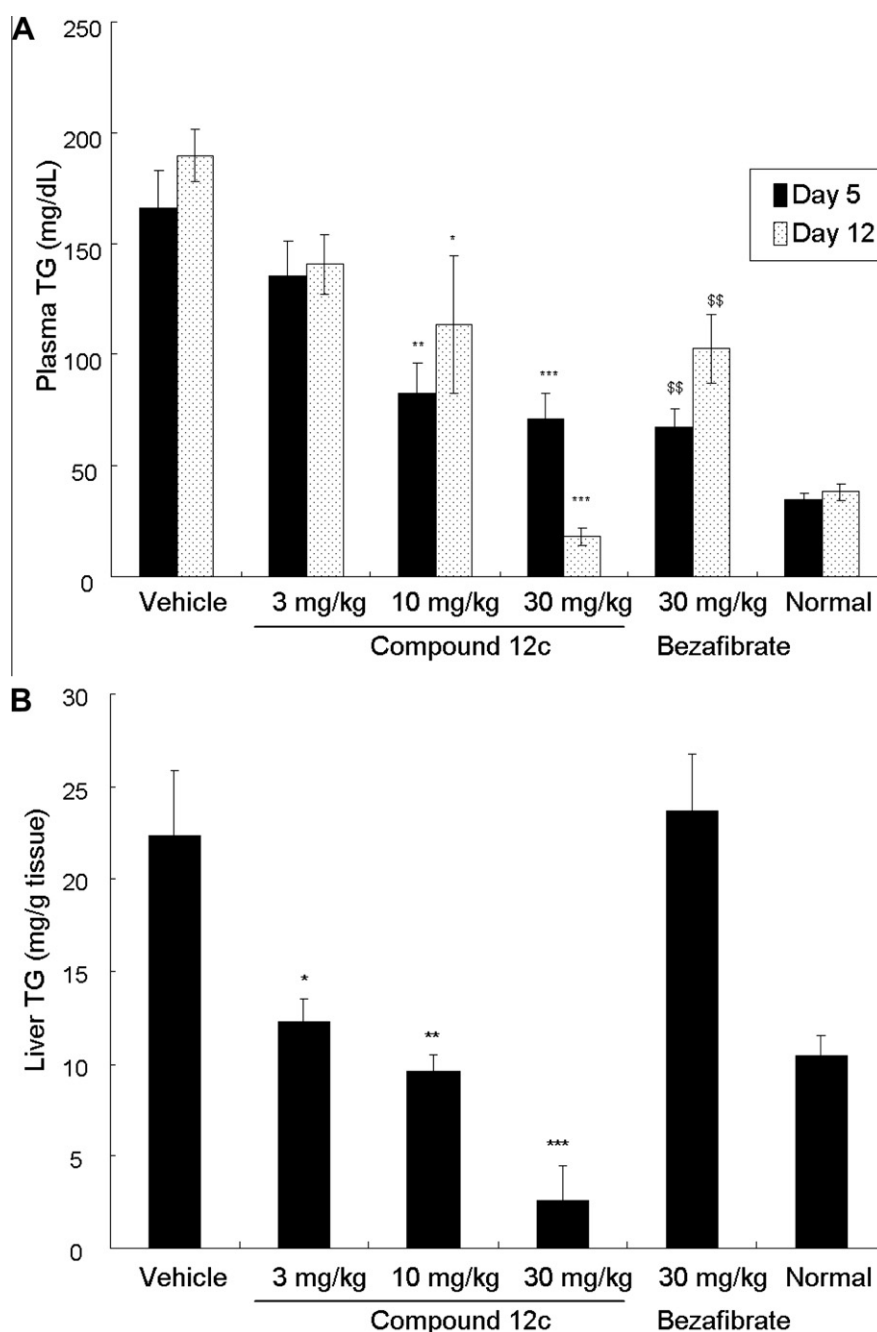 A
250
200
150
100
50
0
Plasma TG (mg/dL)
Day 5
Day 12
*
**
***
***
$$
$$
Vehicle 3 mg/kg 10 mg/kg 30 mg/kg 30 mg/kg Normal
Compound 12c Bezafibrate
B
30
25
20
15
10
5
0
Liver TG (mg/g tissue)
*
**
***
Vehicle 3 mg/kg 10 mg/kg 30 mg/kg 30 mg/kg Normal
Compound 12c Bezafibrate